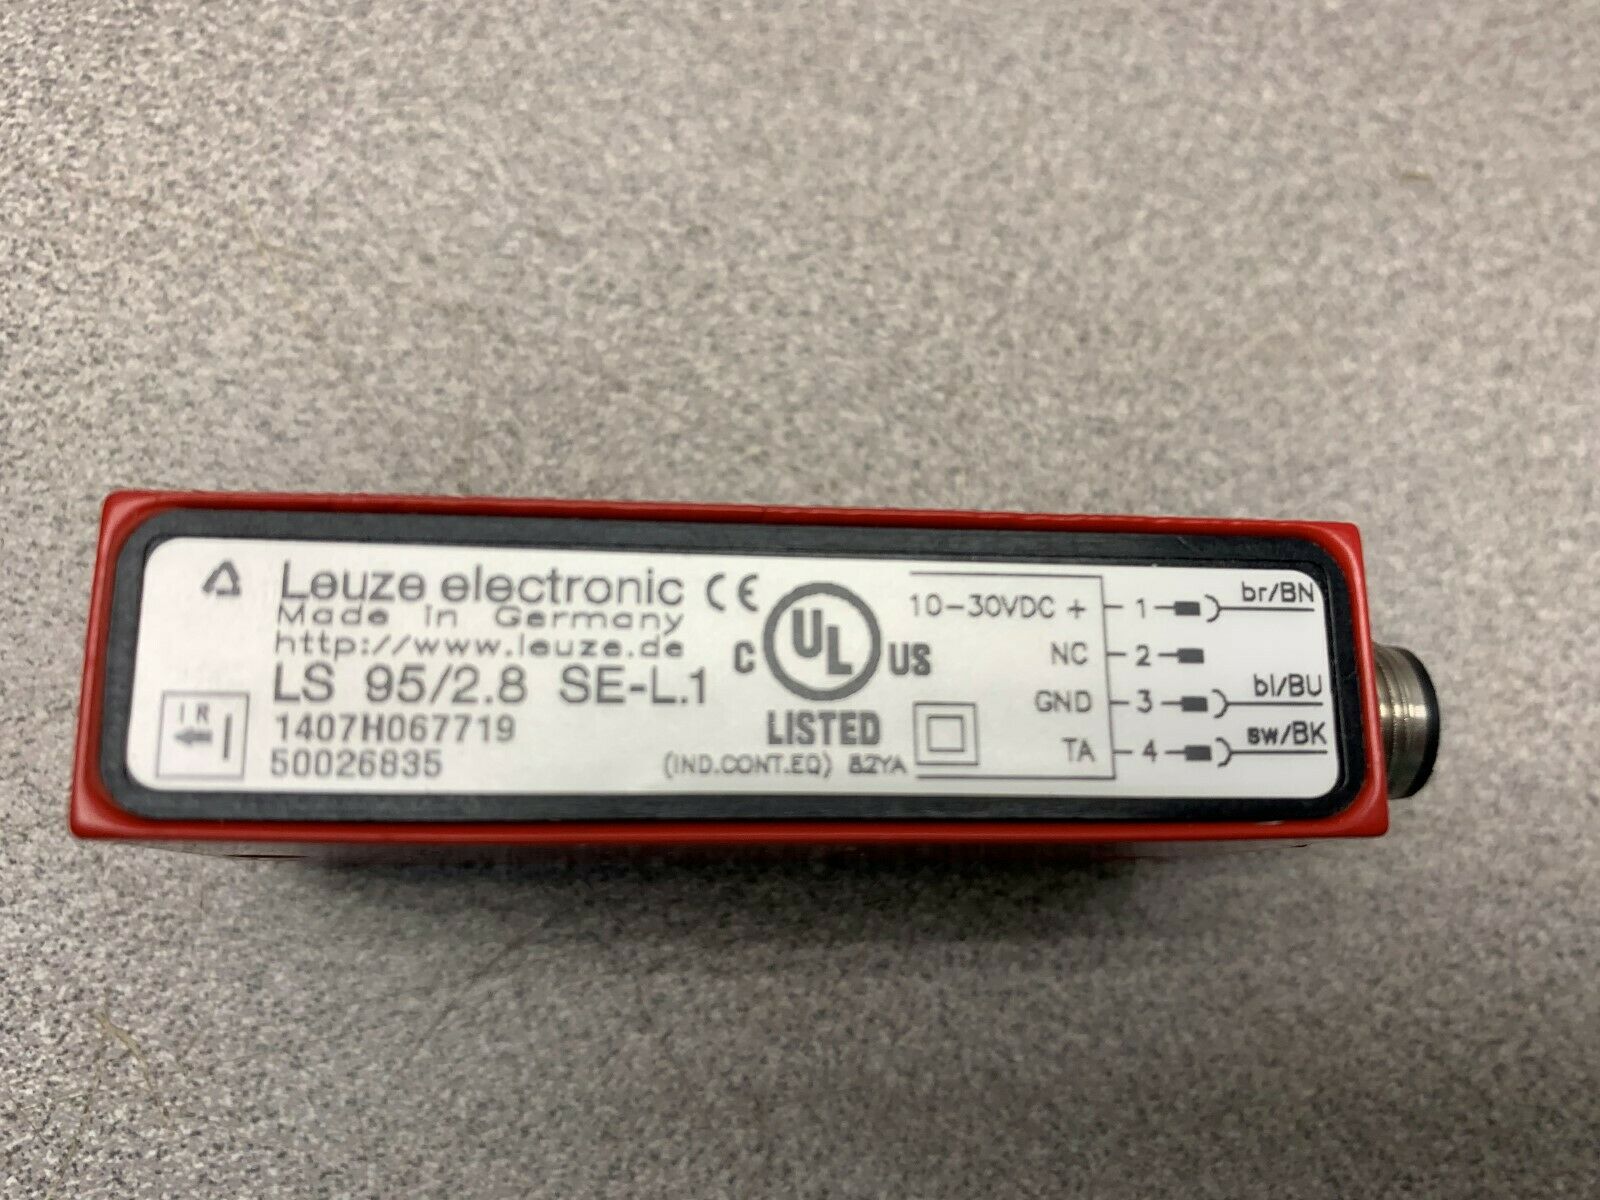 Leuze electronic
Made in Germany
http://www.leuze.de
LS 95/2.8 SE-L.1
1407H067719
50026835
IR
CE
C UL US
LISTED
(IND.CONT.EQ) 82YA
10-30VDC + 1 br/BN
NC 2
GND 3 bl/BU
TA 4 sw/BK